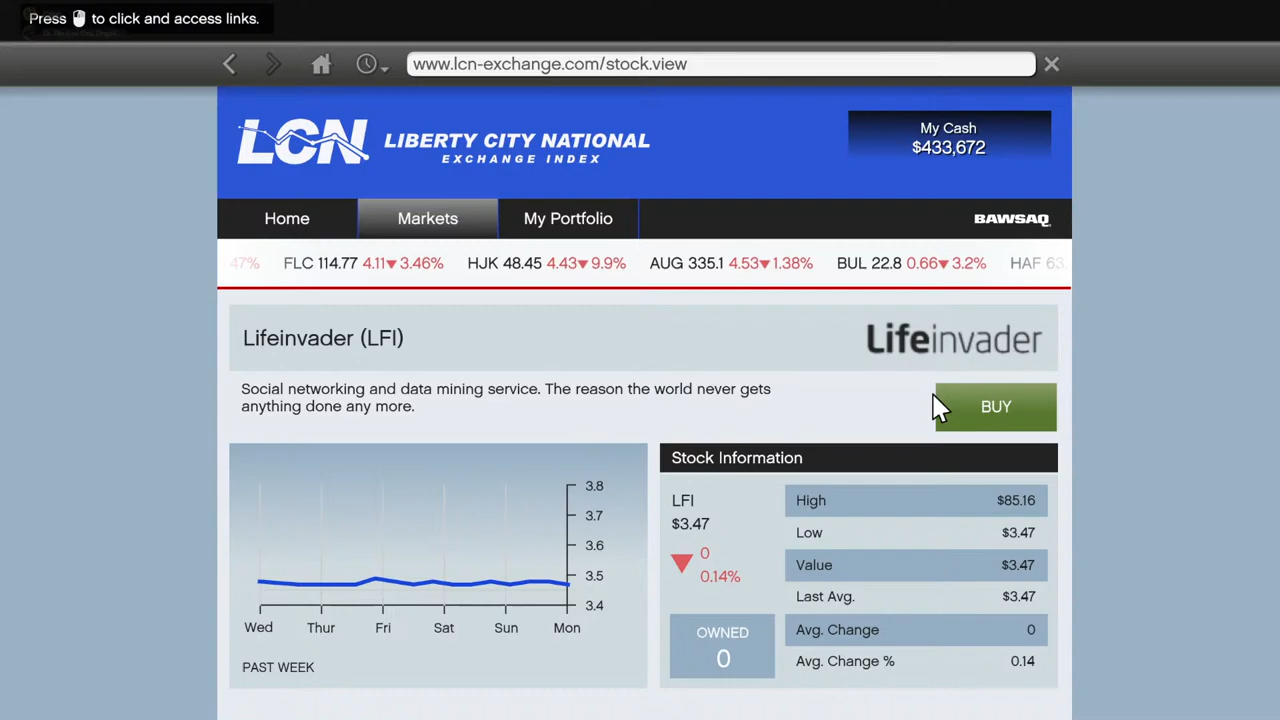 Press to click and access links.
www.lcn-exchange.com/stock.view
LCN LIBERTY CITY NATIONAL
EXCHANGE INDEX
My Cash
$433,672
Home Markets My Portfolio BAWSAQ
47% FLC 114.77 4.11▼3.46% HJK 48.45 4.43▼9.9% AUG 335.1 4.53▼1.38% BUL 22.8 0.66▼3.2% HAF 63.
Lifeinvader (LFI) Lifeinvader
Social networking and data mining service. The reason the world never gets
anything done any more.
BUY
3.8
3.7
3.6
3.5
3.4
Wed Thur Fri Sat Sun Mon
PAST WEEK
Stock Information
LFI
$3.47
0
0.14%
OWNED
0
High $85.16
Low $3.47
Value $3.47
Last Avg. $3.47
Avg. Change 0
Avg. Change % 0.14